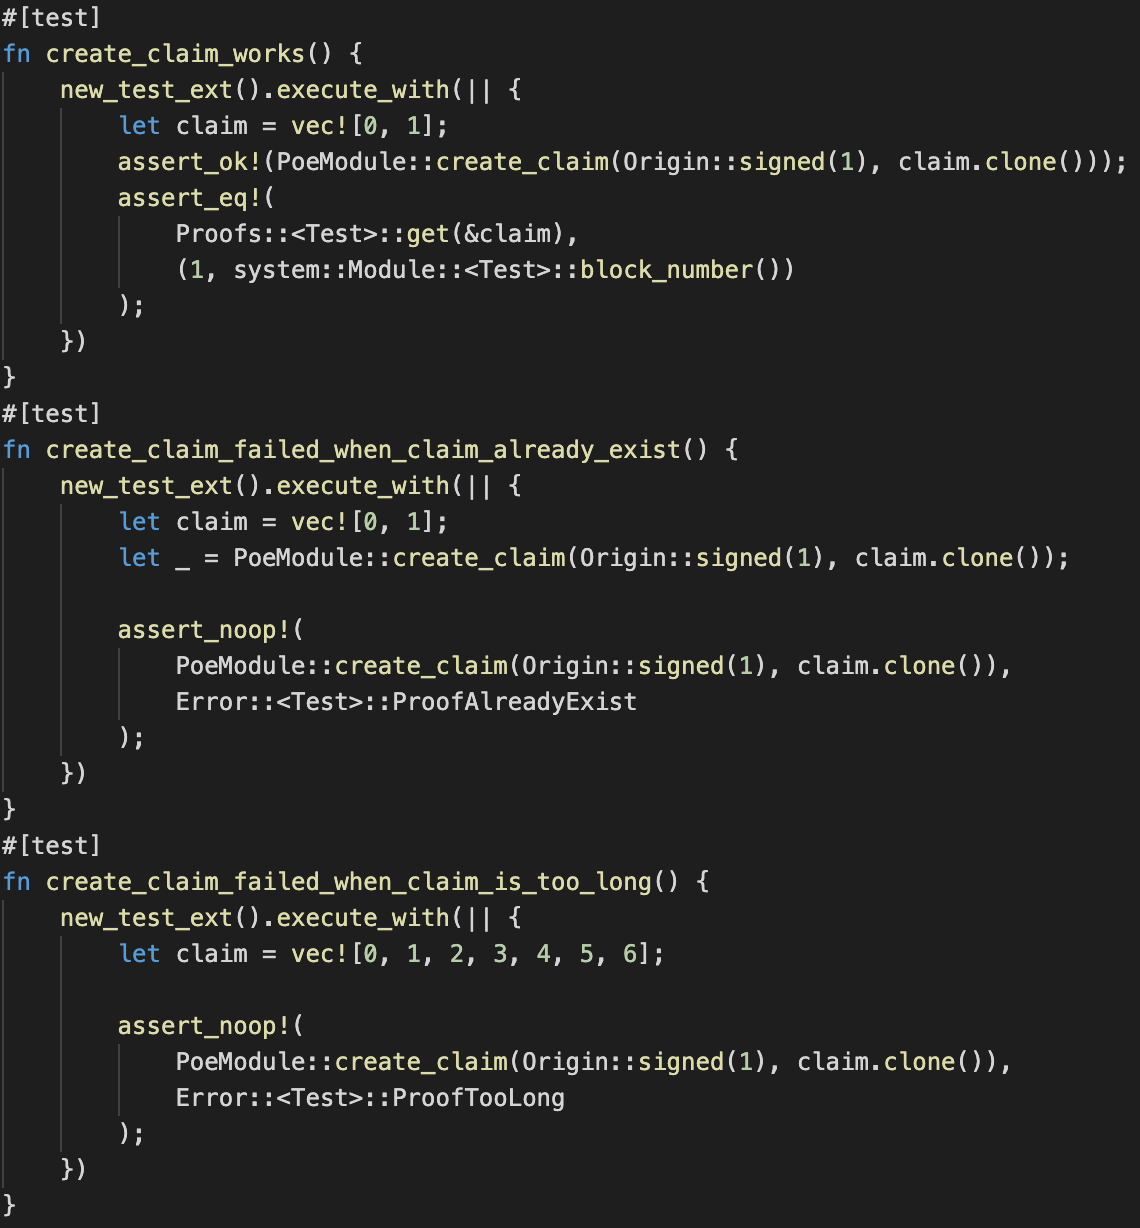 #[test]
fn create_claim_works() {
    new_test_ext().execute_with(|| {
        let claim = vec![0, 1];
        assert_ok!(PoeModule::create_claim(Origin::signed(1), claim.clone()));
        assert_eq!(
            Proofs::<Test>::get(&claim),
            (1, system::Module::<Test>::block_number())
        );
    })
}
#[test]
fn create_claim_failed_when_claim_already_exist() {
    new_test_ext().execute_with(|| {
        let claim = vec![0, 1];
        let _ = PoeModule::create_claim(Origin::signed(1), claim.clone());

        assert_noop!(
            PoeModule::create_claim(Origin::signed(1), claim.clone()),
            Error::<Test>::ProofAlreadyExist
        );
    })
}
#[test]
fn create_claim_failed_when_claim_is_too_long() {
    new_test_ext().execute_with(|| {
        let claim = vec![0, 1, 2, 3, 4, 5, 6];

        assert_noop!(
            PoeModule::create_claim(Origin::signed(1), claim.clone()),
            Error::<Test>::ProofTooLong
        );
    })
}